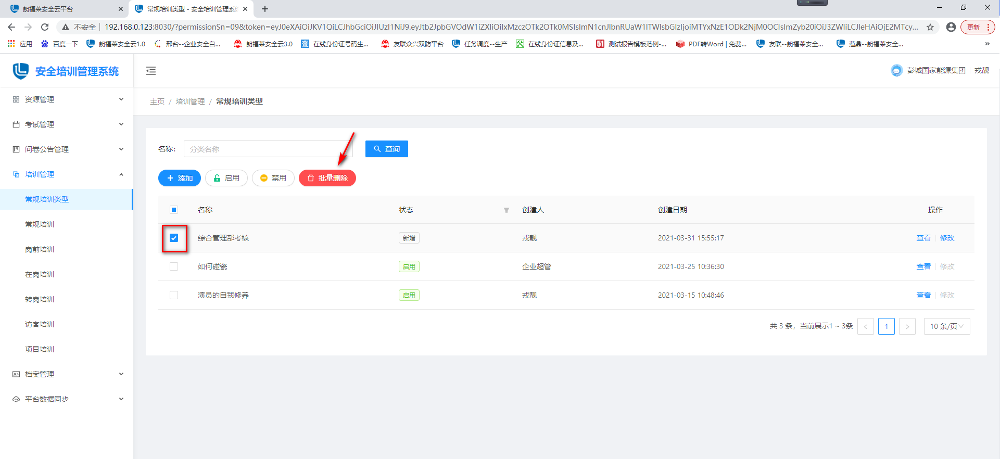 朗福莱安全云平台
常规培训类型 - 安全培训管理系
不安全
192.168.0.123:8030/?permissionSn=09&token=eyJ0eXAiOiJKV1QiLCJhbGciOiJIUzI1NiJ9.eyJtb2JpbGVOdW1iZXIiOiIxMzczOTk2OTk0MSIsImN1cnJlbnRUaW1lTWlsbGlzIjoiMTYxNzE1ODk2NjM0OCIsImZyb20iOiJ3ZWIiLCJleHAiOjE2MTcy...
更新
应用
百度一下
朗福莱安全云1.0
邢台--企业安全自...
朗福莱安全云3.0
查
在线身份证号码生...
友联众兴双防平台
任务调度--生产
在线身份证信息及...
51
测试报告模板范例-...
PDF转Word | 免费...
友联--朗福莱安全...
蕴鼎--朗福莱安全...
安全培训管理系统
彭城国家能源集团
戎靓
资源管理
考试管理
问卷公告管理
培训管理
常规培训类型
常规培训
岗前培训
在岗培训
转岗培训
访客培训
项目培训
档案管理
平台数据同步
主页 / 培训管理 / 常规培训类型
名称:
分类名称
查询
添加
启用
禁用
批量删除
名称 状态 创建人 创建日期 操作
综合管理部考核 新增 戎靓 2021-03-31 15:55:17 查看 修改
如何碰瓷 启用 企业超管 2021-03-25 10:36:30 查看 修改
演员的自我修养 启用 戎靓 2021-03-15 10:48:46 查看 修改
共 3 条，当前展示1 ~ 3条 < 1 > 10 条/页